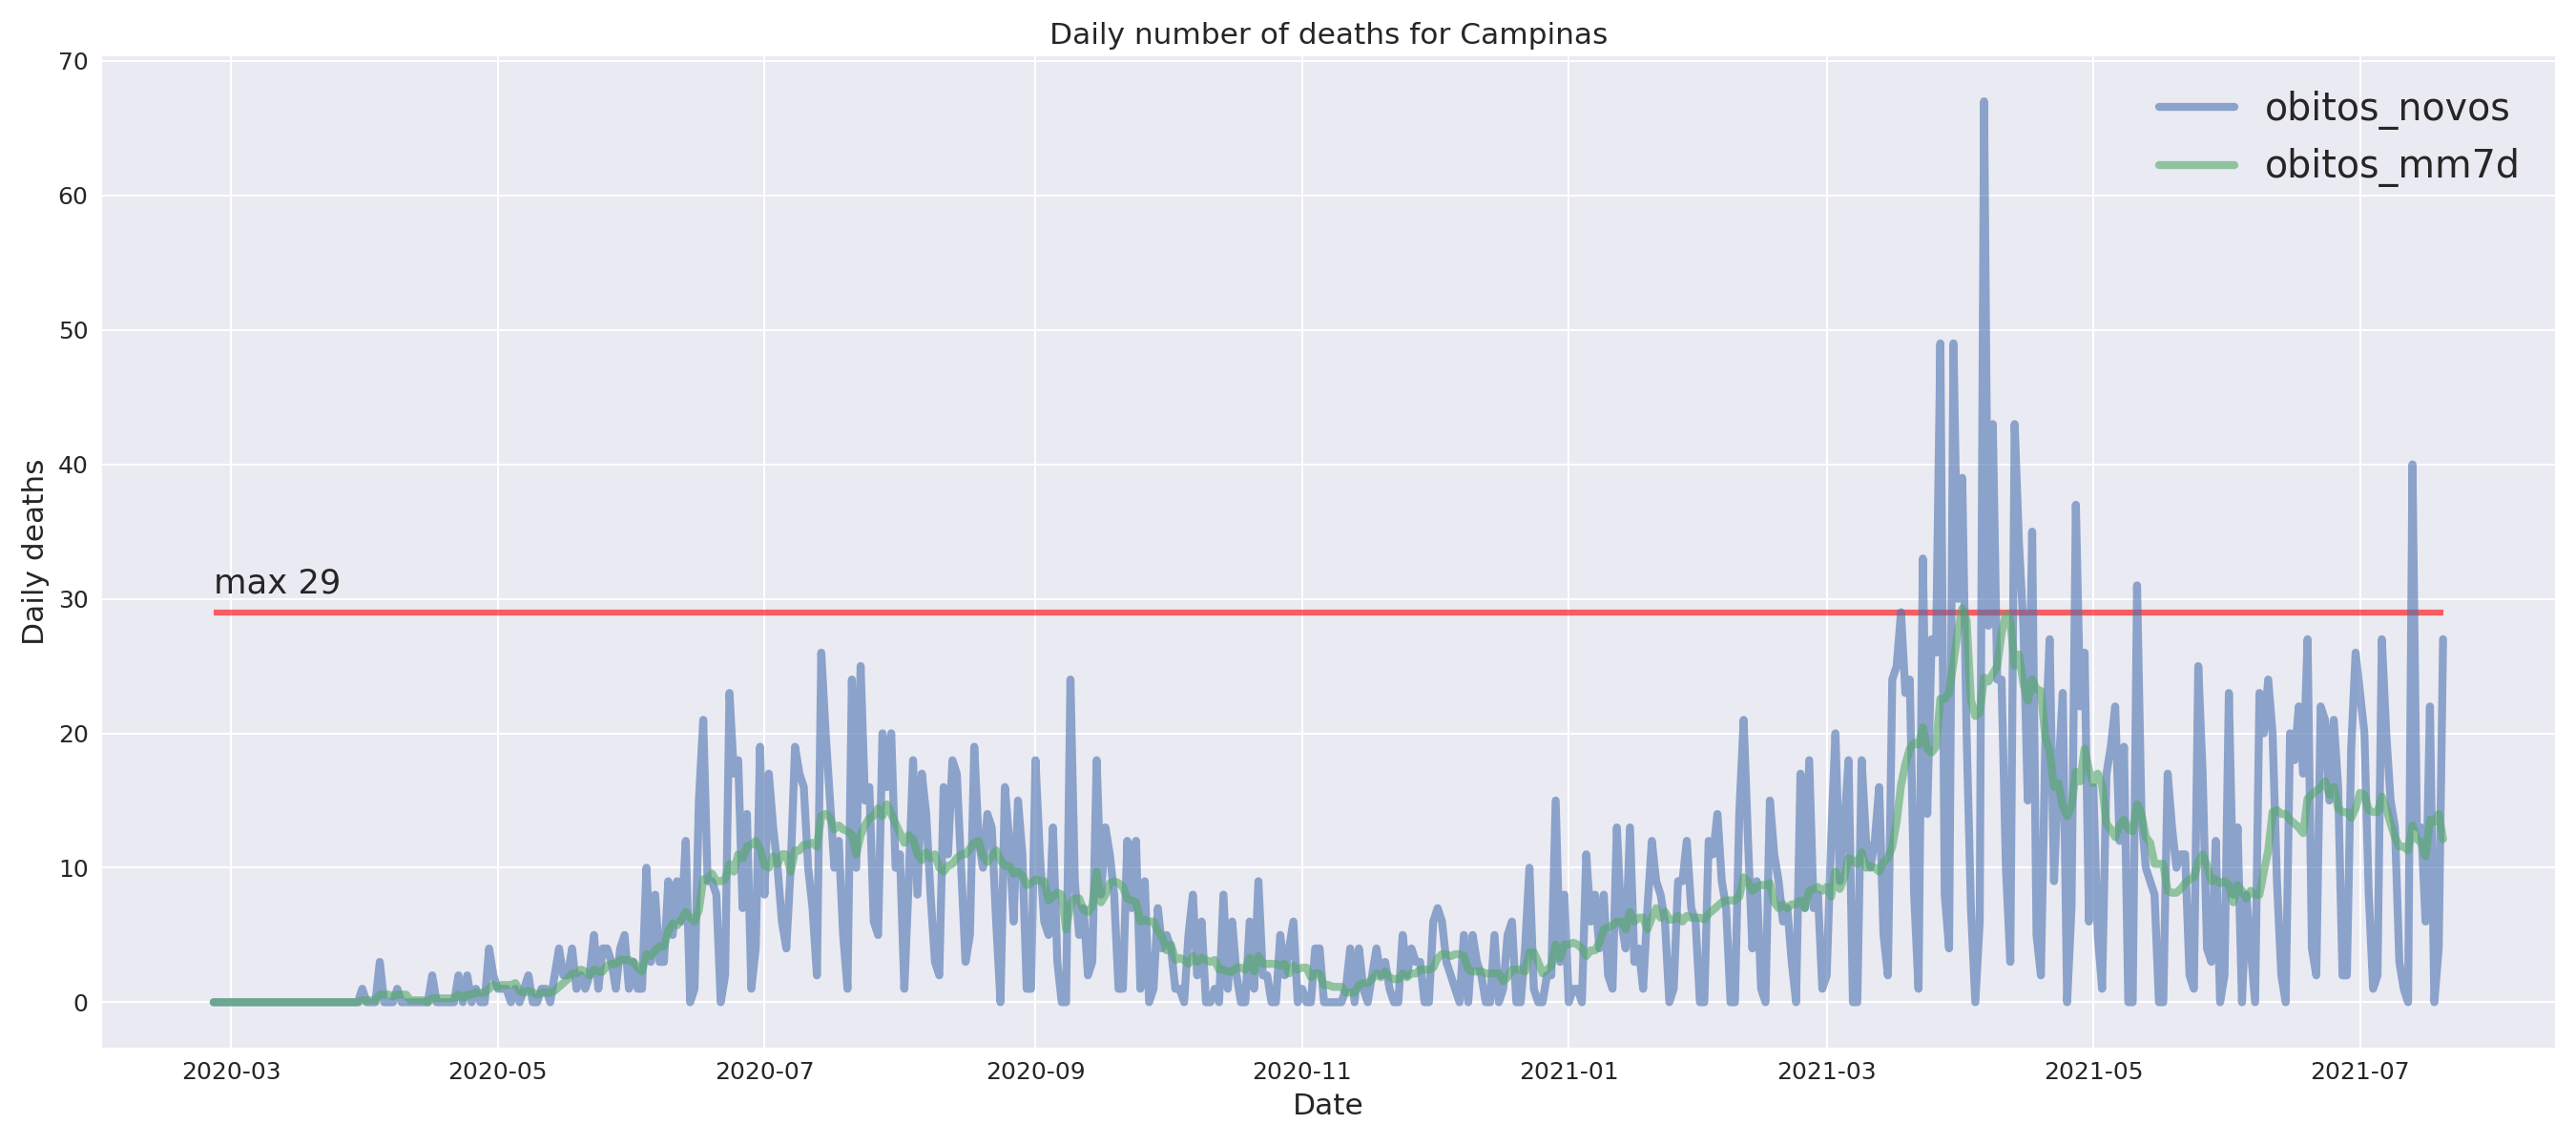 Daily number of deaths for Campinas
70
60
50
40
30
20
10
0
Daily deaths
max 29
obitos_novos
obitos_mm7d
2020-03
2020-05
2020-07
2020-09
2020-11
2021-01
2021-03
2021-05
2021-07
Date